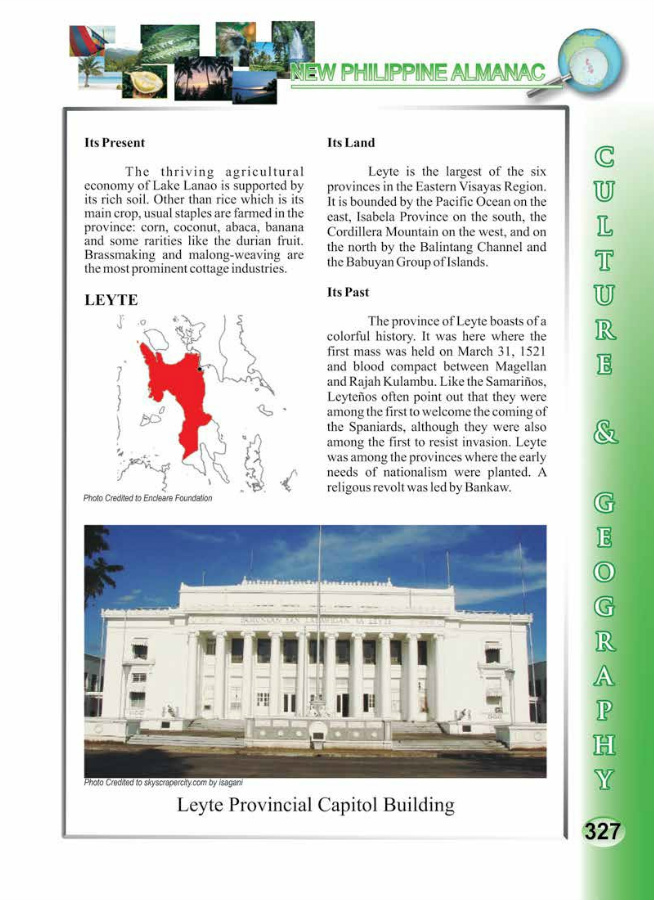 NEW PHILIPPINE ALMANAC
Its Present
The thriving agricultural
economy of Lake Lanao is supported by
its rich soil. Other than rice which is its
main crop, usual staples are farmed in the
province: corn, coconut, abaca, banana
and some rarities like the durian fruit.
Brassmaking and malong-weaving are
the most prominent cottage industries.
LEYTE
Photo Credited to Encleare Foundation
Its Land
Leyte is the largest of the six
provinces in the Eastern Visayas Region.
It is bounded by the Pacific Ocean on the
east, Isabela Province on the south, the
Cordillera Mountain on the west, and on
the north by the Balintang Channel and
the Babuyan Group of Islands.
Its Past
The province of Leyte boasts of a
colorful history. It was here where the
first mass was held on March 31, 1521
and blood compact between Magellan
and Rajah Kulambu. Like the Samariños,
Leyteños often point out that they were
among the first to welcome the coming of
the Spaniards, although they were also
among the first to resist invasion. Leyte
was among the provinces where the early
needs of nationalism were planted. A
religous revolt was led by Bankaw.
Photo Credited to skyscrapercity.com by isagani
Leyte Provincial Capitol Building
CULTURE & GEOGRAPHY
327